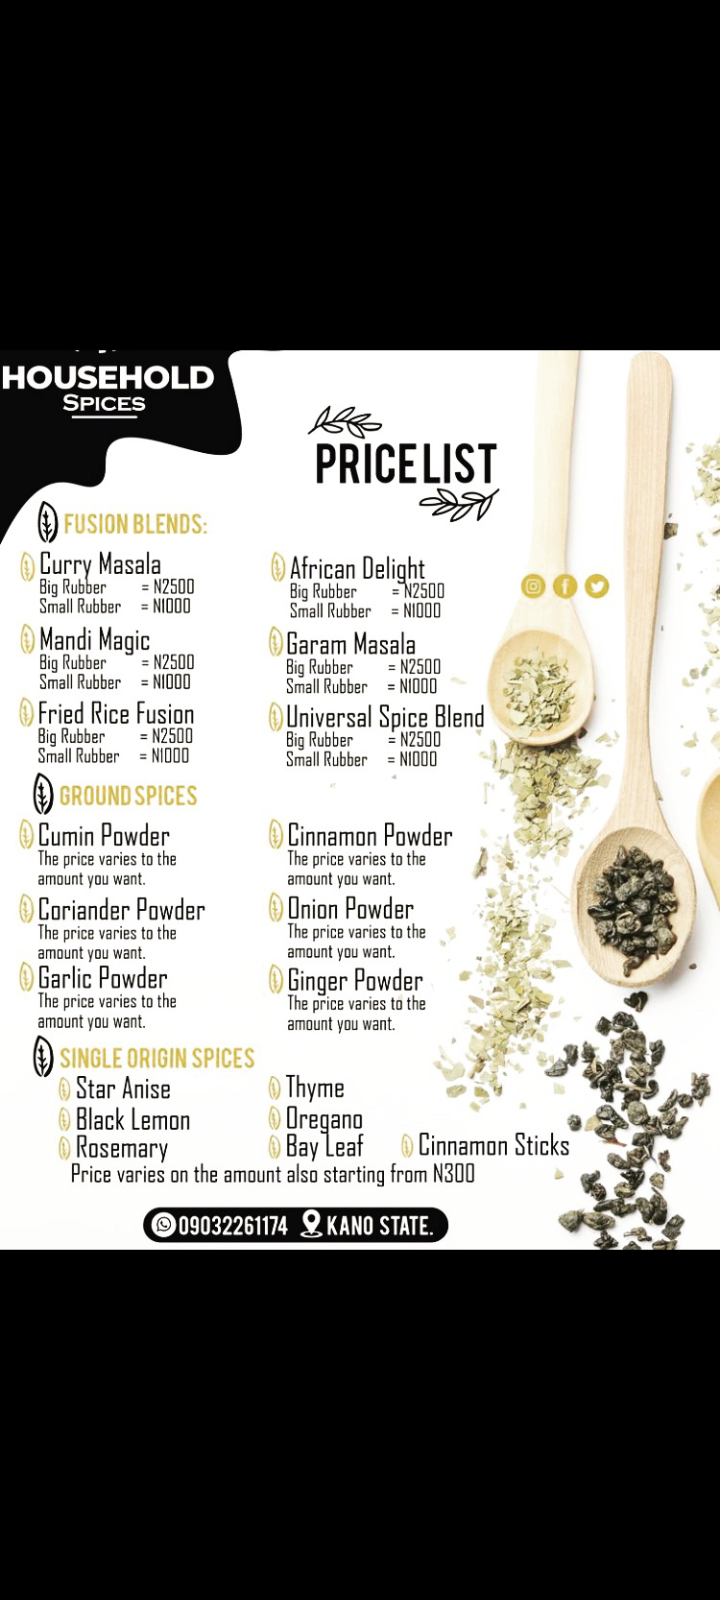 HOUSEHOLD
SPICES
PRICELIST
FUSION BLENDS:
Curry Masala
Big Rubber = N2500
Small Rubber = N1000
African Delight
Big Rubber = N2500
Small Rubber = N1000
Mandi Magic
Big Rubber = N2500
Small Rubber = N1000
Garam Masala
Big Rubber = N2500
Small Rubber = N1000
Fried Rice Fusion
Big Rubber = N2500
Small Rubber = N1000
Universal Spice Blend
Big Rubber = N2500
Small Rubber = N1000
GROUND SPICES
Cumin Powder
The price varies to the
amount you want.
Cinnamon Powder
The price varies to the
amount you want.
Coriander Powder
The price varies to the
amount you want.
Onion Powder
The price varies to the
amount you want.
Garlic Powder
The price varies to the
amount you want.
Ginger Powder
The price varies to the
amount you want.
SINGLE ORIGIN SPICES
Star Anise
Thyme
Black Lemon
Oregano
Rosemary
Bay Leaf
Cinnamon Sticks
Price varies on the amount also starting from N300
09032261174 KANO STATE.